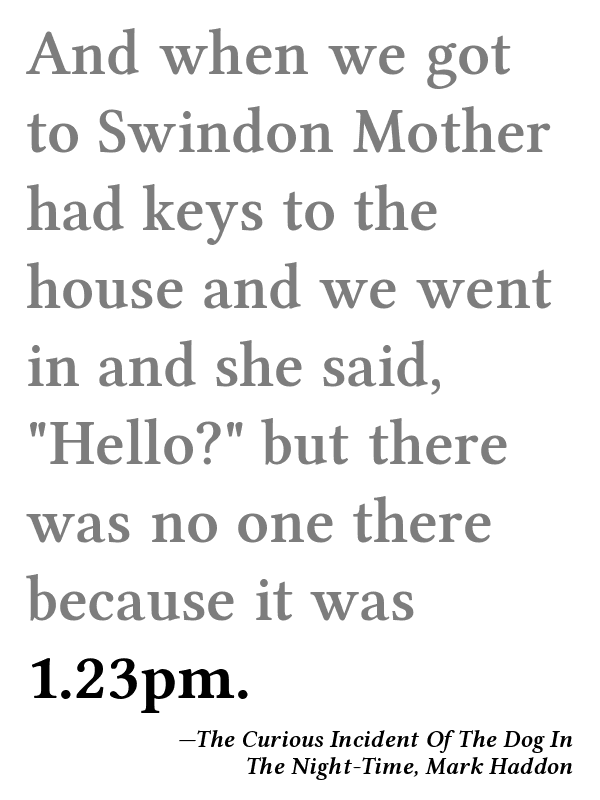 And when we got
to Swindon Mother
had keys to the
house and we went
in and she said,
"Hello?" but there
was no one there
because it was
1.23pm.
—The Curious Incident Of The Dog In
The Night-Time, Mark Haddon